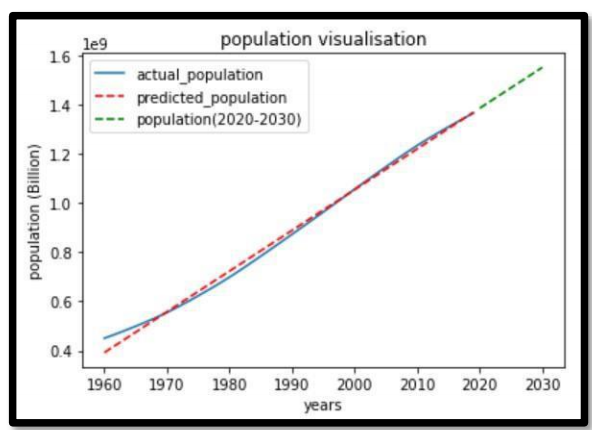 population visualisation
1e9
1.6
1.4
1.2
1.0
0.8
0.6
0.4
population (Billion)
actual_population
predicted_population
population(2020-2030)
1960 1970 1980 1990 2000 2010 2020 2030
years